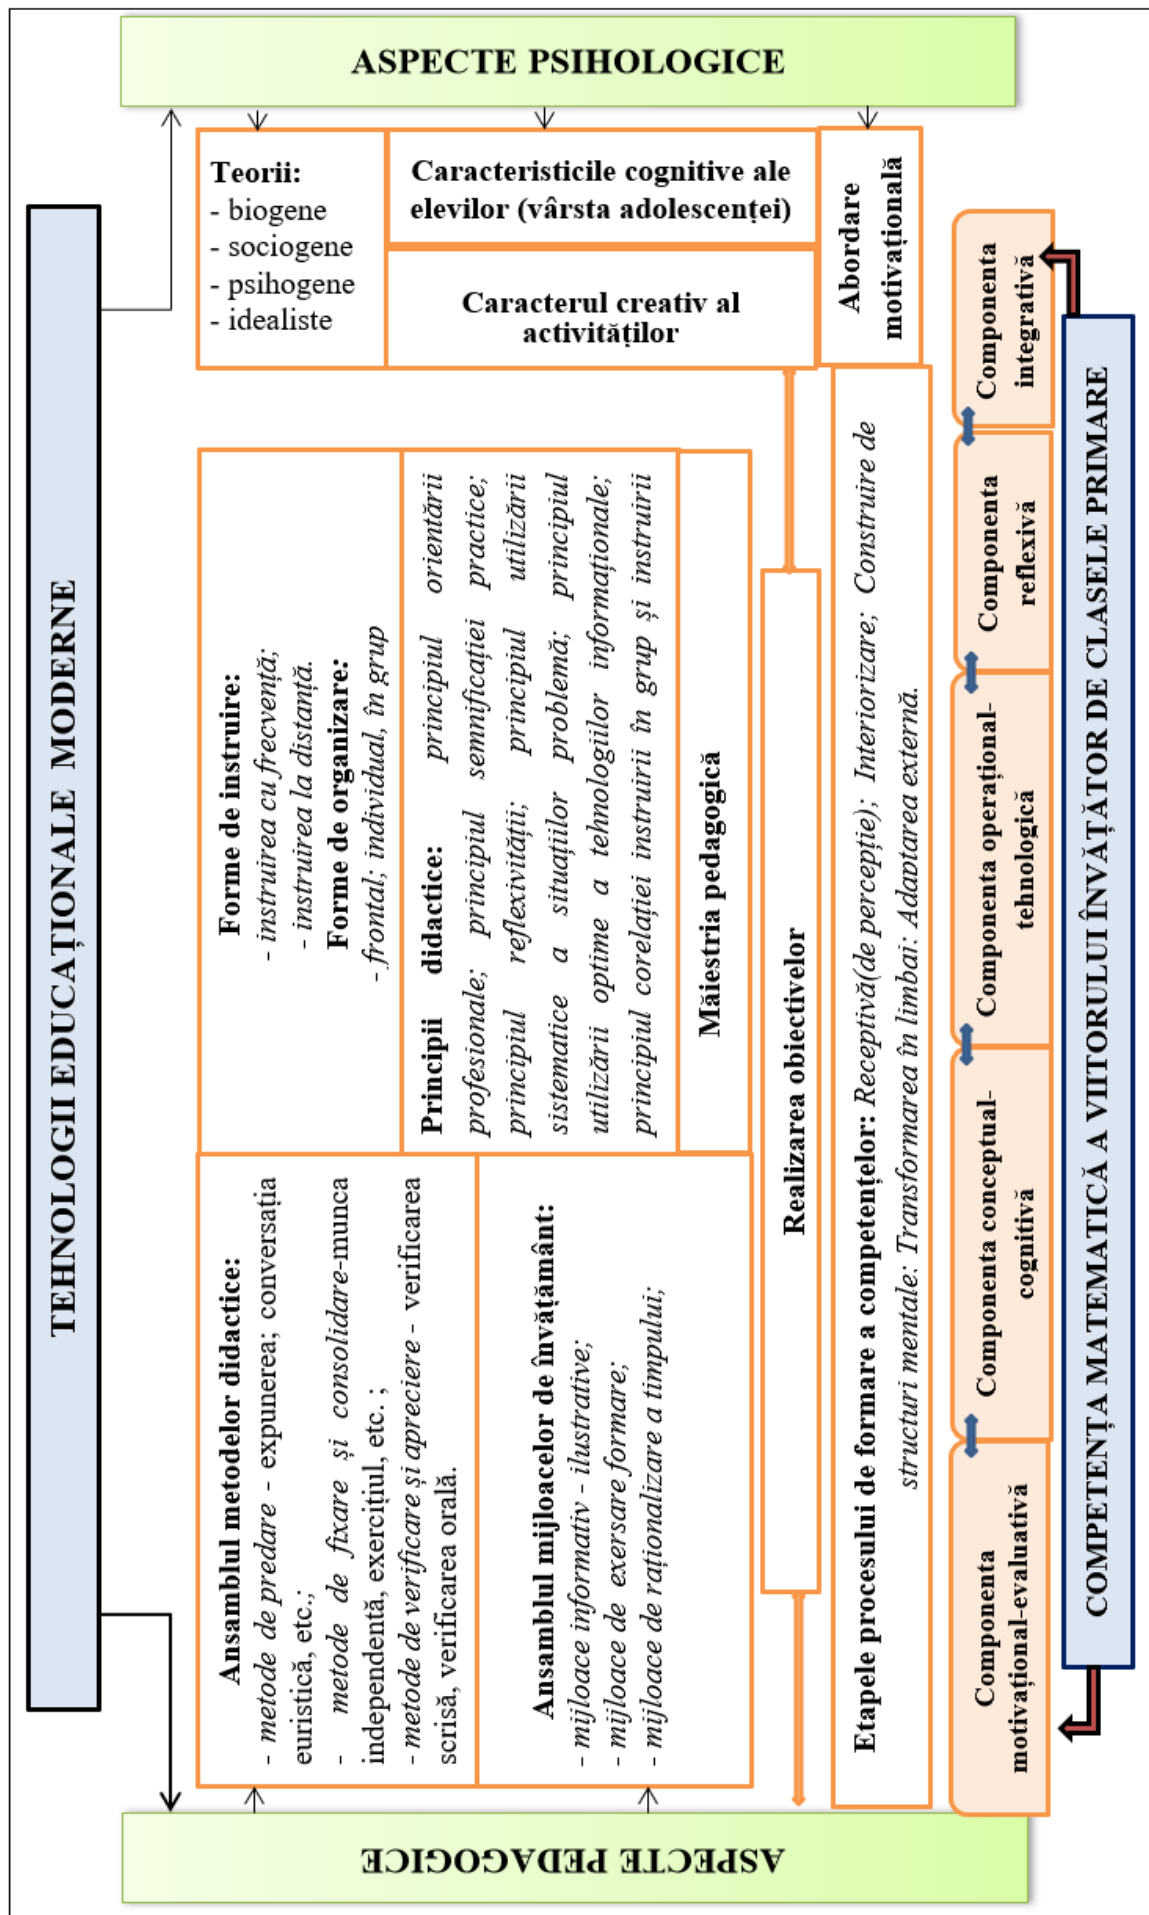 TEHNOLOGII EDUCAȚIONALE MODERNE
ASPECTE PEDAGOGICE
ASPECTE PSIHOLOGICE
Ansamblul metodelor didactice:
- metode de predare - expunerea; conversația
euristică, etc.,;
- metode de fixare și consolidare-munca
independentă, exercițiul, etc. ;
- metode de verificare și apreciere - verificarea
scrisă, verificarea orală.
Ansamblul mijloacelor de învățământ:
- mijloace informativ - ilustrative;
- mijloace de exersare formare;
- mijloace de raționalizare a timpului;
Forme de instruire:
- instruirea cu frecvență;
- instruirea la distanță.
Forme de organizare:
- frontal; individual, în grup
Principii didactice: principiul orientării
profesionale; principiul semnificației practice;
principiul reflexivității; principiul utilizării
sistematice a situațiilor problemă; principiul
utilizării optime a tehnologiilor informaționale;
principiul corelației instruirii în grup și instruirii
Măiestria pedagogică
Teorii:
- biogene
- sociogene
- psihogene
- idealiste
Caracteristicile cognitive ale
elevilor (vârsta adolescenței)
Caracterul creativ al
activităților
Abordare
motivațională
Realizarea obiectivelor
Etapele procesului de formare a competențelor: Receptivă(de percepție); Interiorizare; Construire de
structuri mentale; Transformarea în limbai: Adaptarea externă.
Componenta
motivațional-evaluativă
Componenta conceptual-
cognitivă
Componenta operațional-
tehnologică
Componenta
reflexivă
Componenta
integrativă
COMPETENȚA MATEMATICĂ A VIITORULUI ÎNVĂȚĂTOR DE CLASELE PRIMARE